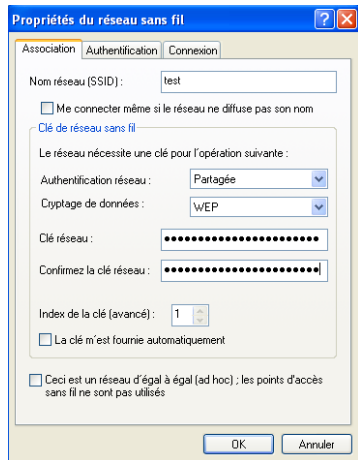 Propriétés du réseau sans fil
Association Authentification Connexion
Nom réseau (SSID) : test
Me connecter même si le réseau ne diffuse pas son nom
Clé de réseau sans fil
Le réseau nécessite une clé pour l'opération suivante :
Authentification réseau : Partagée
Cryptage de données : WEP
Clé réseau : ••••••••••••••••••••••••
Confirmez la clé réseau : ••••••••••••••••••••••••
Index de la clé (avancé) : 1
La clé m'est fournie automatiquement
Ceci est un réseau d'égal à égal (ad hoc) ; les points d'accès
sans fil ne sont pas utilisés
OK Annuler